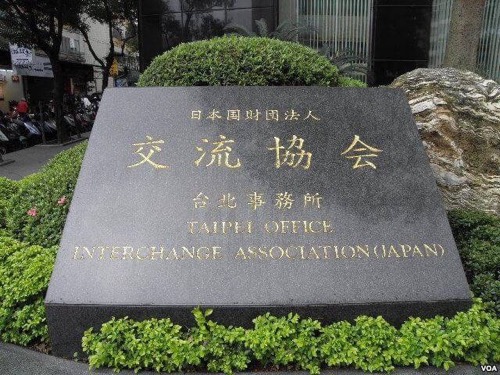 日本国財団法人
交流協会
台北事務所
TAIPEI OFFICE
INTERCHANGE ASSOCIATION(JAPAN)
VOA